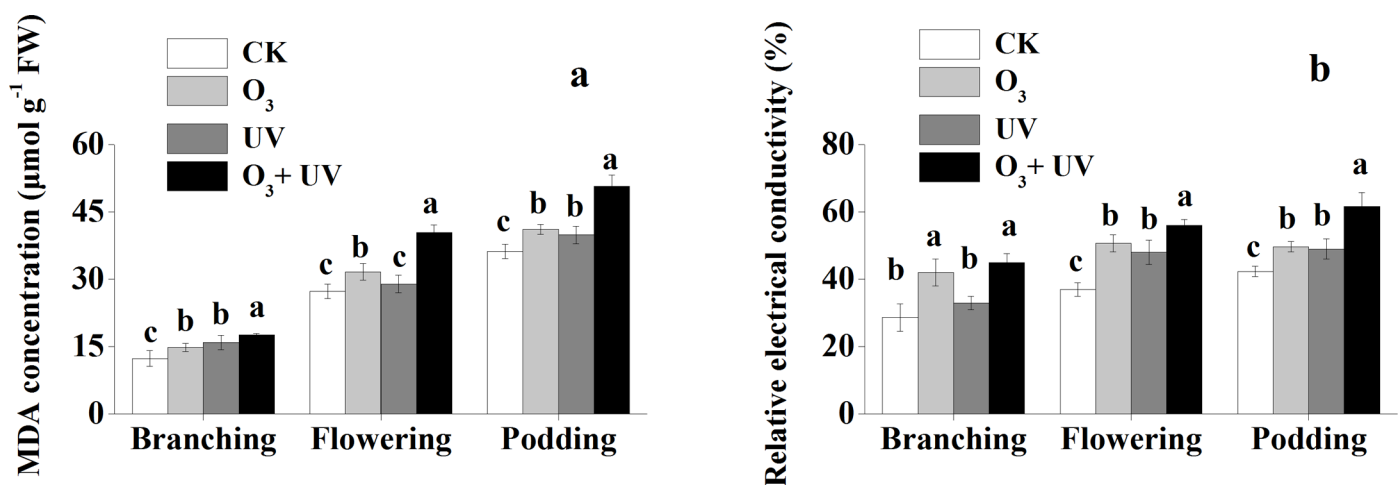 MDA concentration (μmol g⁻¹ FW)
CK
O₃
UV
O₃+ UV
a
60
45
30
15
0
c b b a
c b c a
c b b a
Branching Flowering Podding
Relative electrical conductivity (%)
CK
O₃
UV
O₃+ UV
b
80
60
40
20
0
b a b a
c b b a
c b b a
Branching Flowering Podding